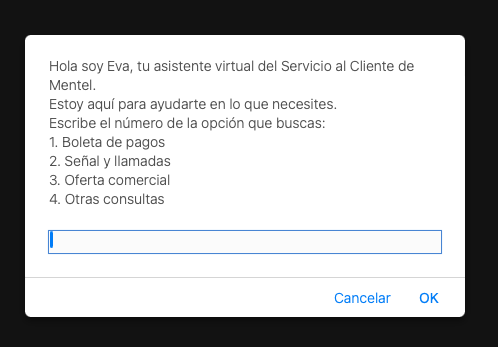 Hola soy Eva, tu asistente virtual del Servicio al Cliente de
Mentel.
Estoy aquí para ayudarte en lo que necesites.
Escribe el número de la opción que buscas:
1. Boleta de pagos
2. Señal y llamadas
3. Oferta comercial
4. Otras consultas
Cancelar OK